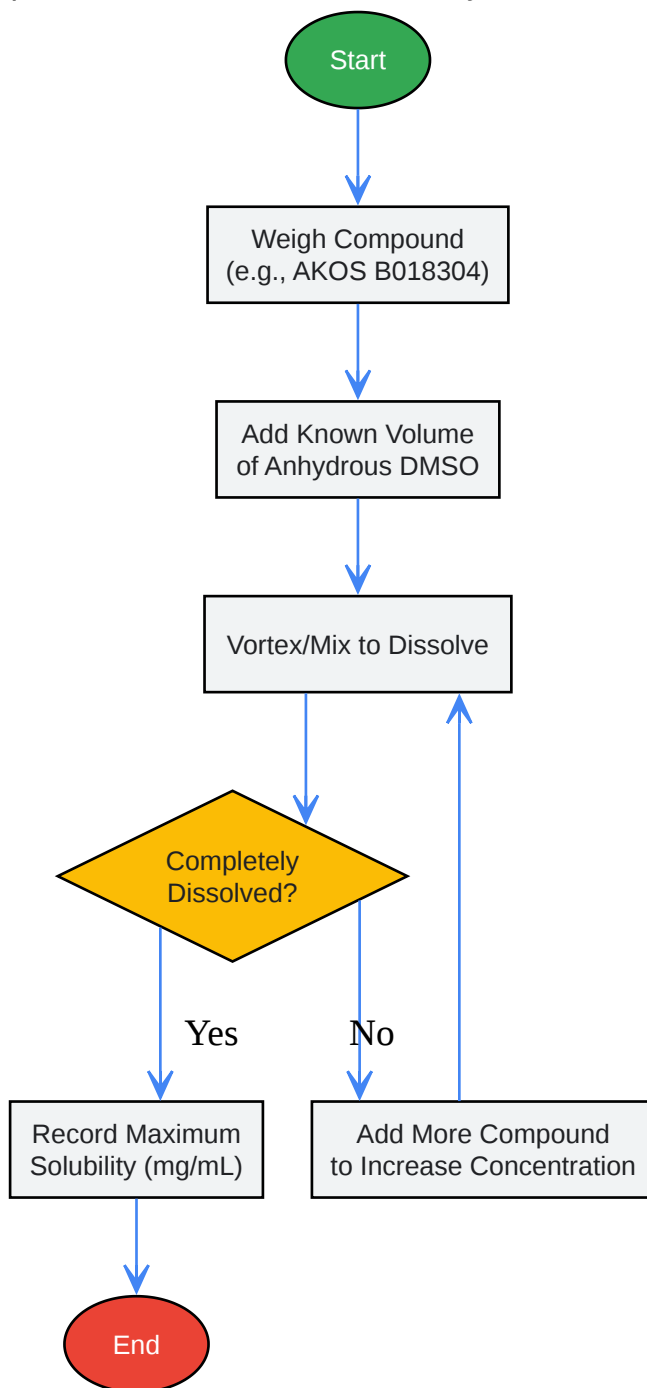 Start
Weigh Compound
(e.g., AKOS B018304)
Add Known Volume
of Anhydrous DMSO
Vortex/Mix to Dissolve
Completely
Dissolved?
Yes
No
Record Maximum
Solubility (mg/mL)
Add More Compound
to Increase Concentration
End